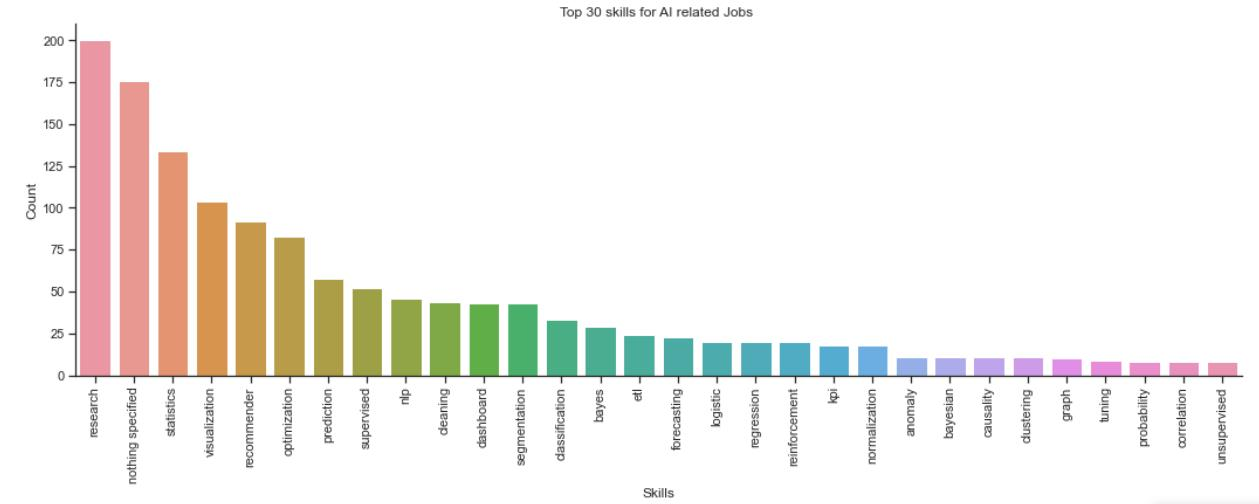 Top 30 skills for AI related Jobs
Count
200
175
150
125
100
75
50
25
0
research
nothing specified
statistics
visualization
recommender
optimization
prediction
supervised
nlp
cleaning
dashboard
segmentation
classification
bayes
etl
forecasting
logistic
regression
reinforcement
kpi
normalization
anomaly
bayesian
causality
clustering
graph
tuning
probability
correlation
unsupervised
Skills